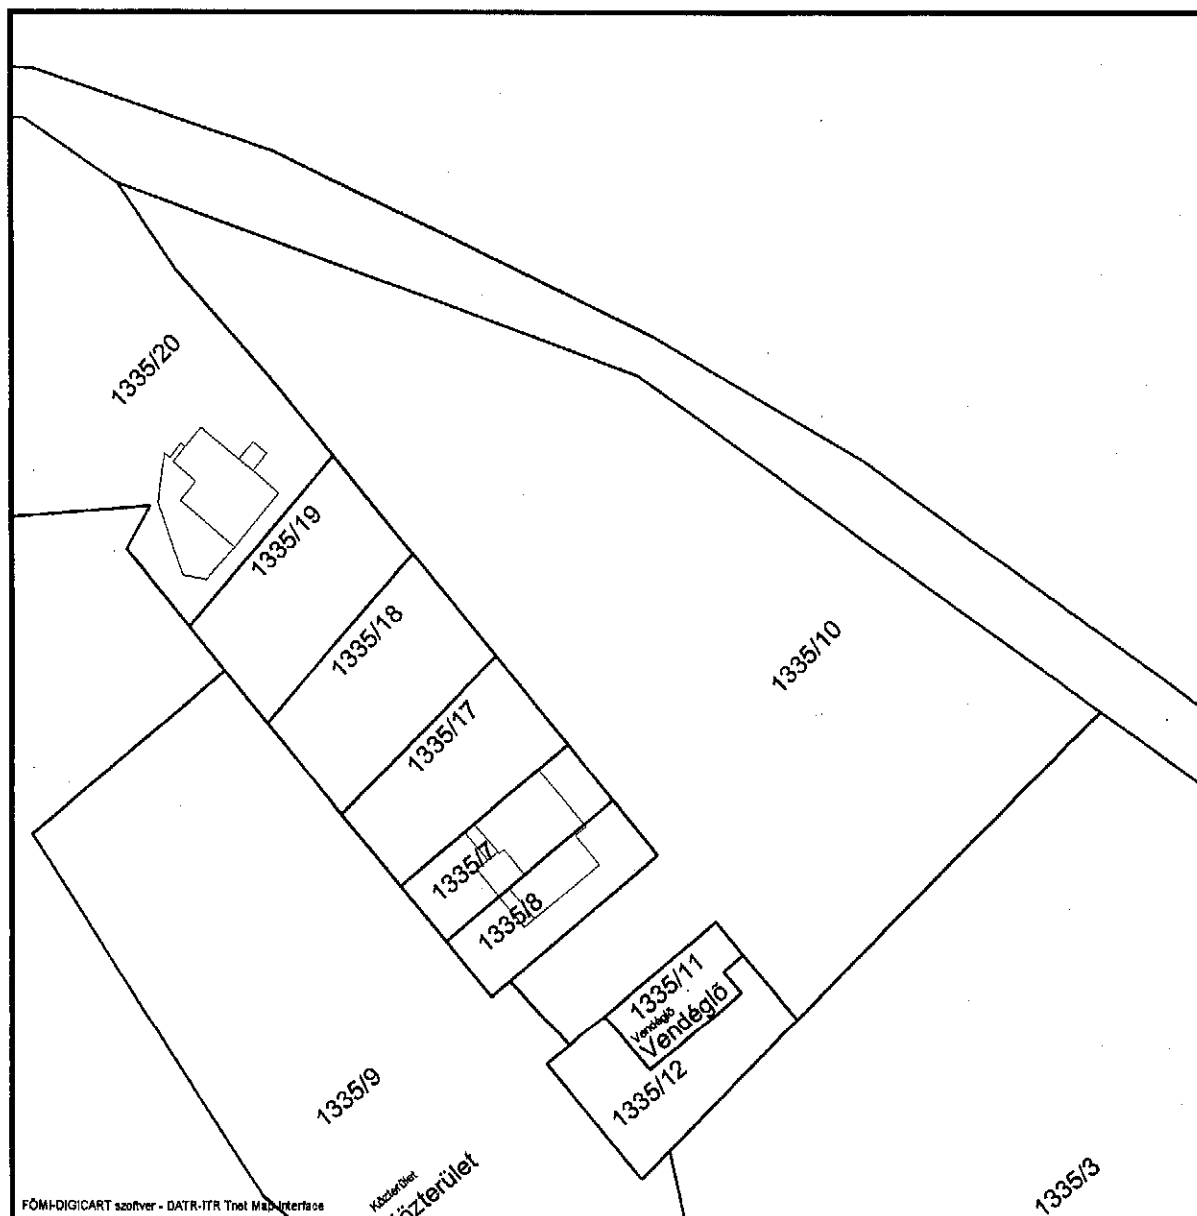 1335/20
1335/19
1335/18
1335/10
1335/17
1335/7
1335/8
1335/11
Vendéglő
Vendéglő
1335/12
1335/9
Közterület
Közterület
1335/3
FÖMI-DIGICART szoftver - DATR-ITR Tnet Map-Interface